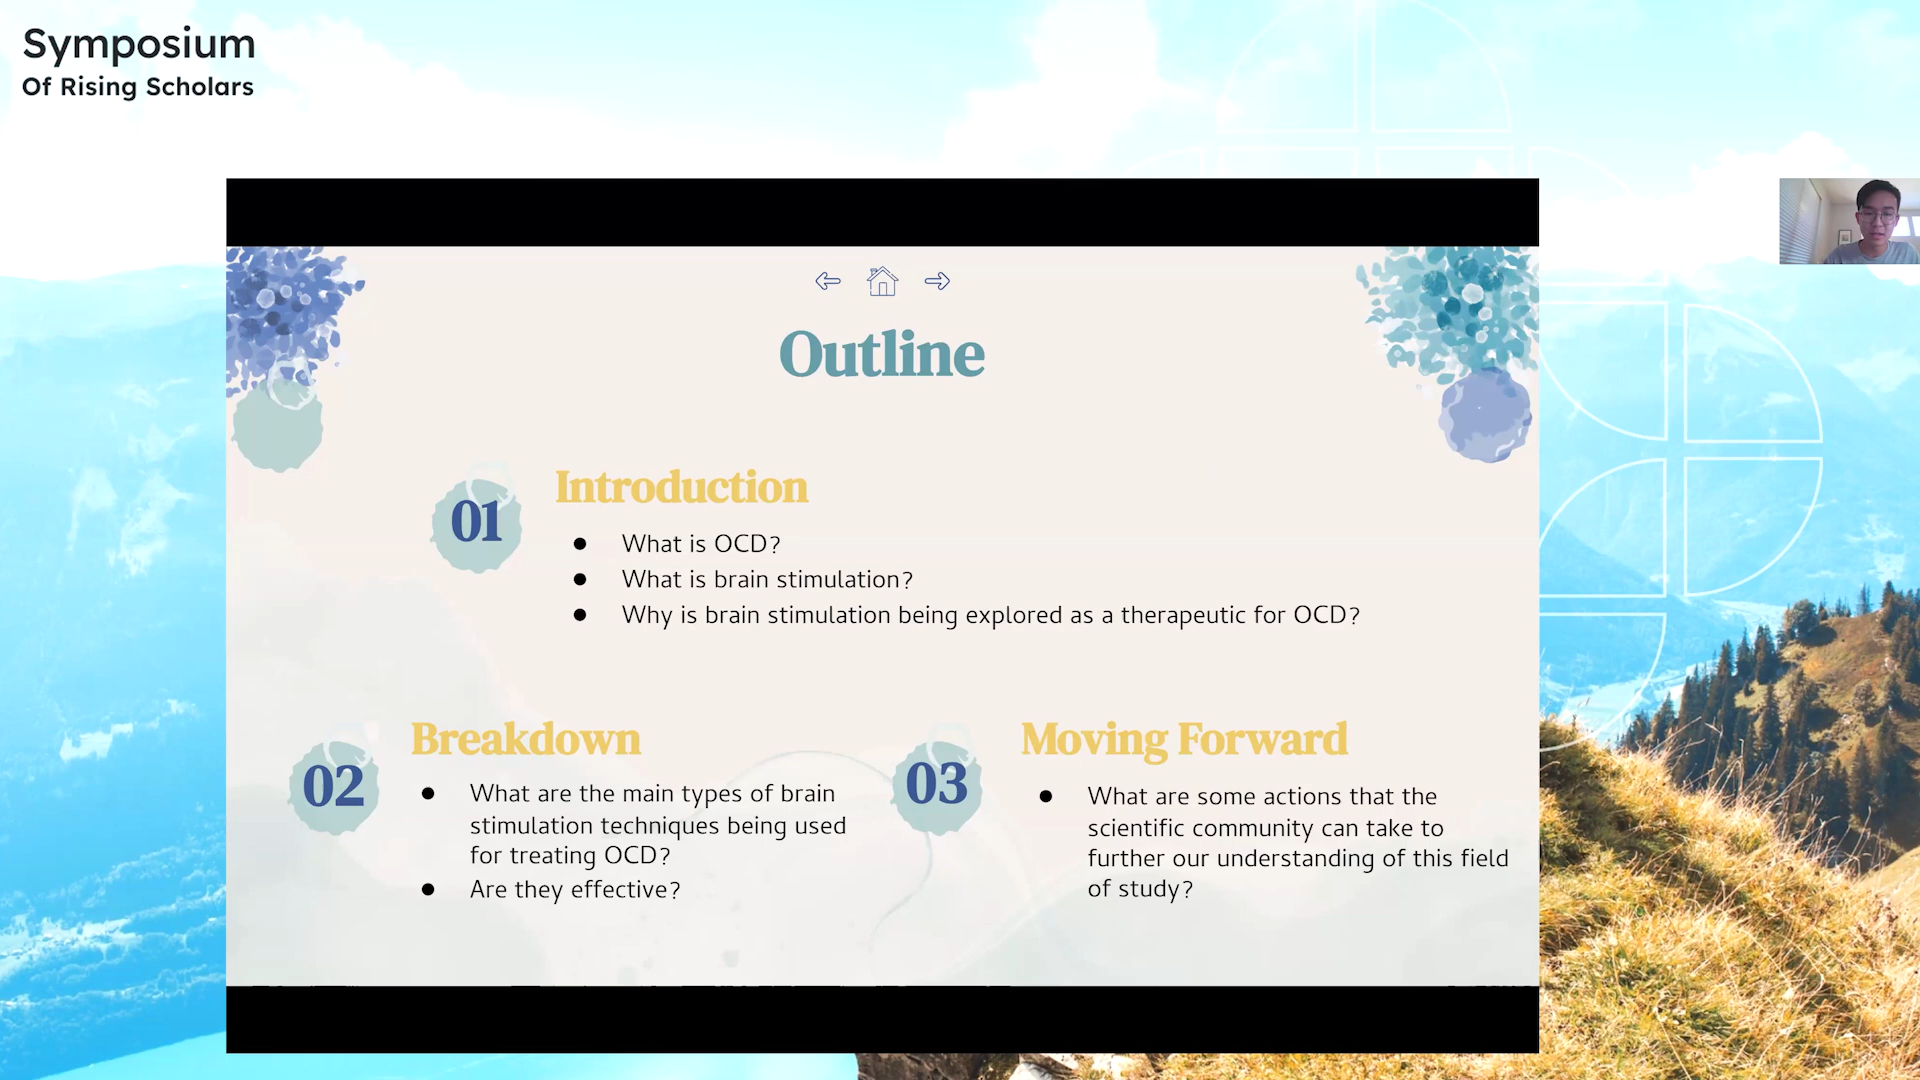 Symposium
Of Rising Scholars
Outline
01
Introduction
● What is OCD?
● What is brain stimulation?
● Why is brain stimulation being explored as a therapeutic for OCD?
02
Breakdown
● What are the main types of brain
stimulation techniques being used
for treating OCD?
● Are they effective?
03
Moving Forward
● What are some actions that the
scientific community can take to
further our understanding of this field
of study?